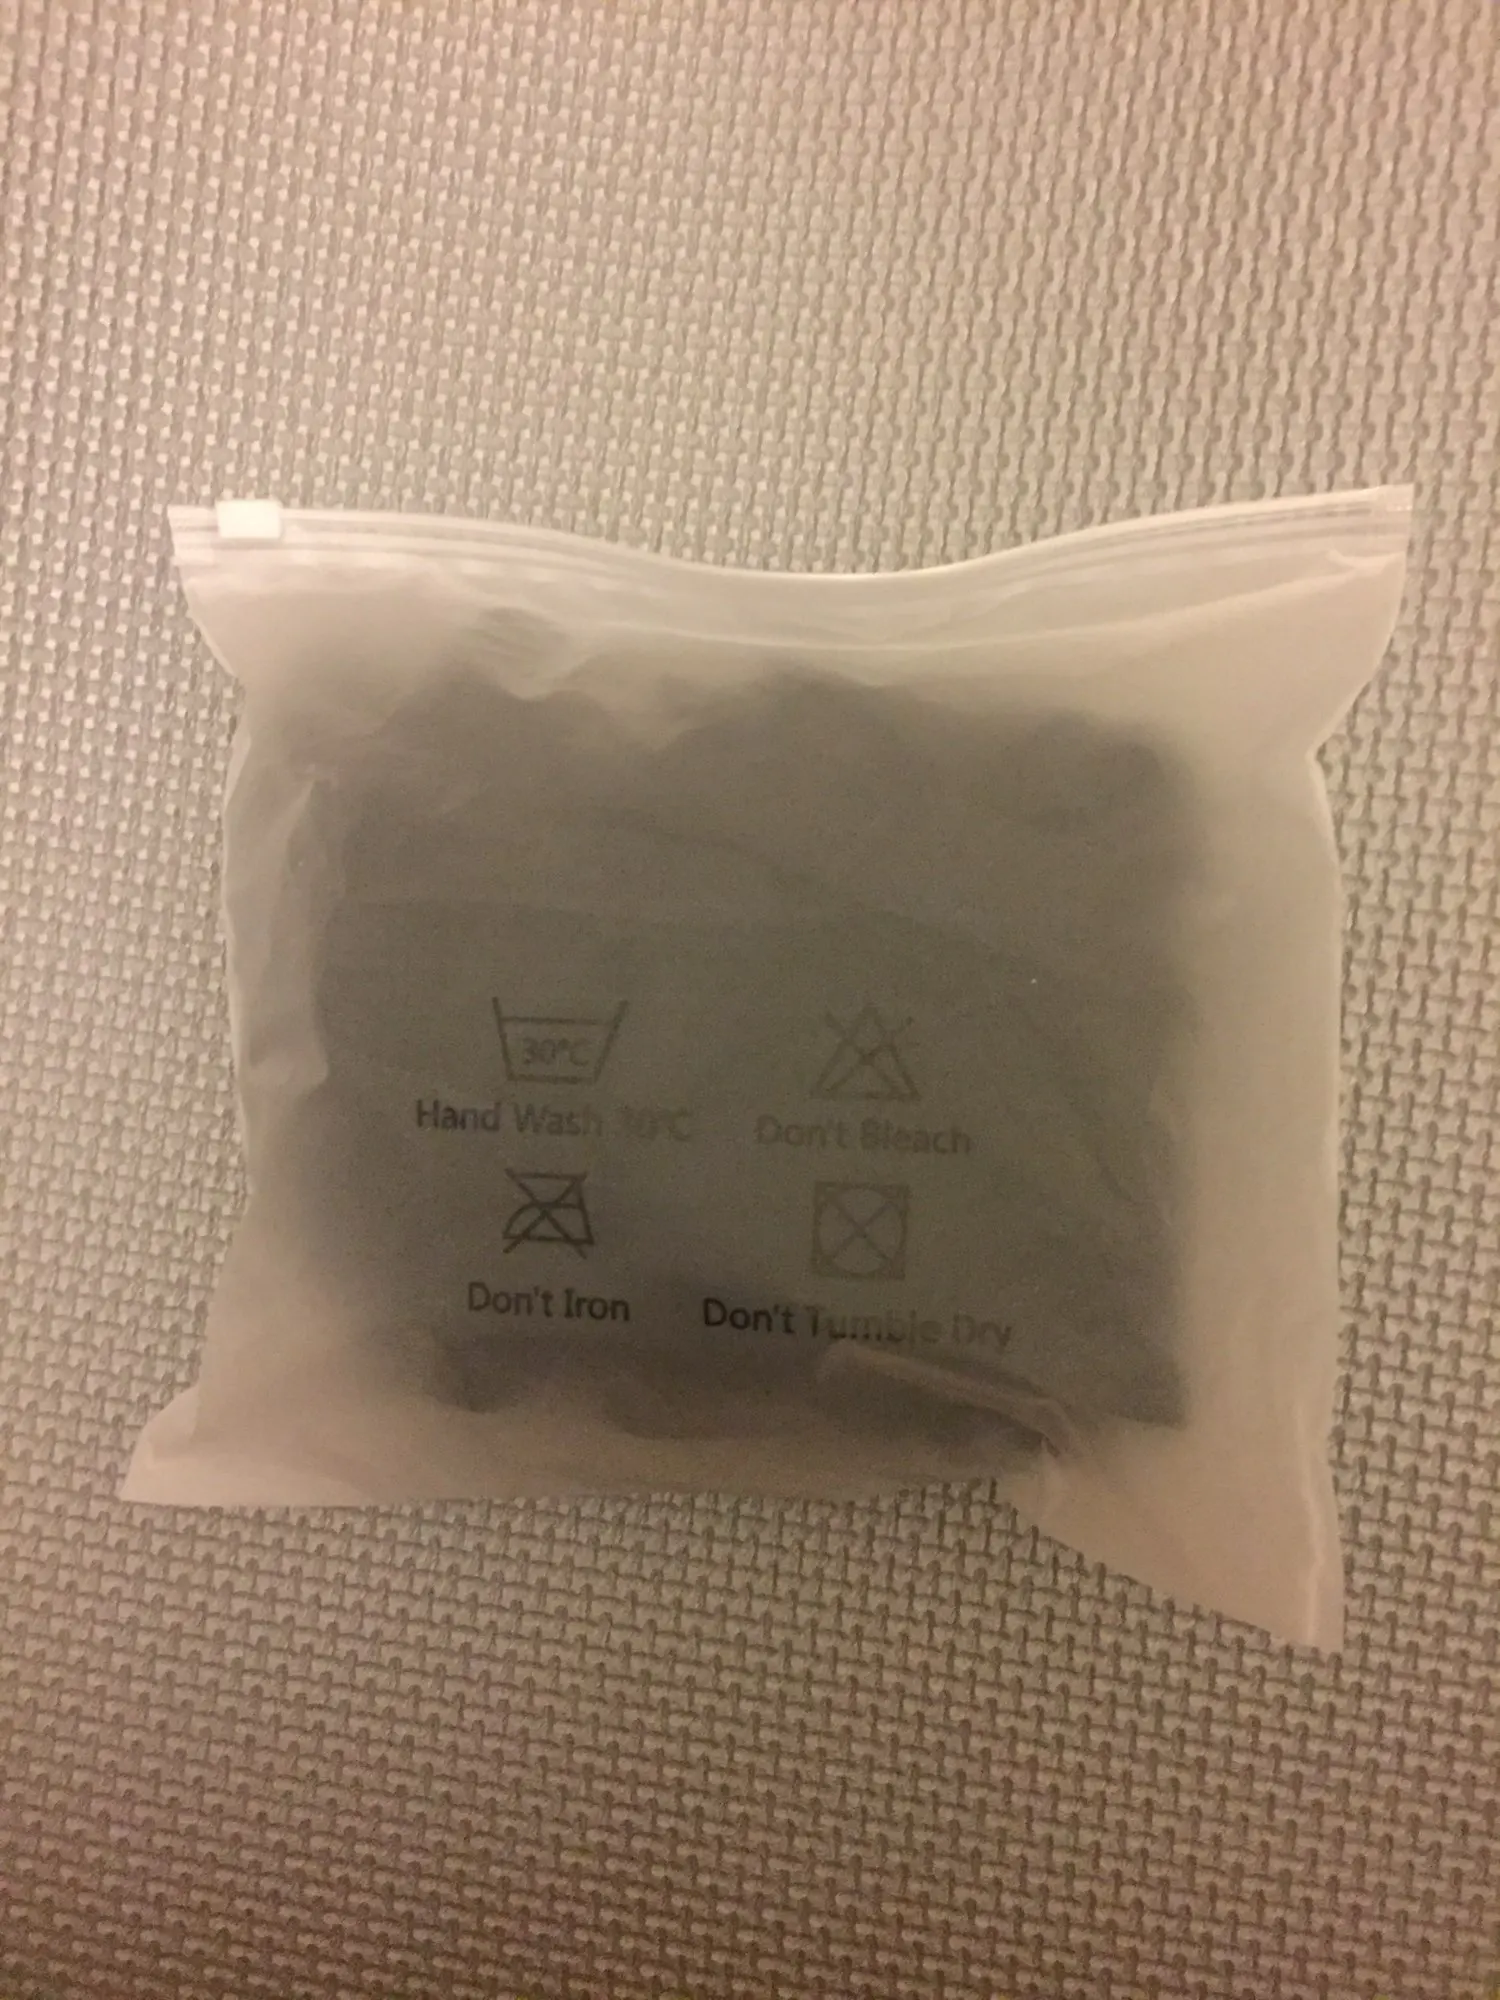 30°C
Hand Wash 30°C
Don't Bleach
Don't Iron
Don't Tumble Dry